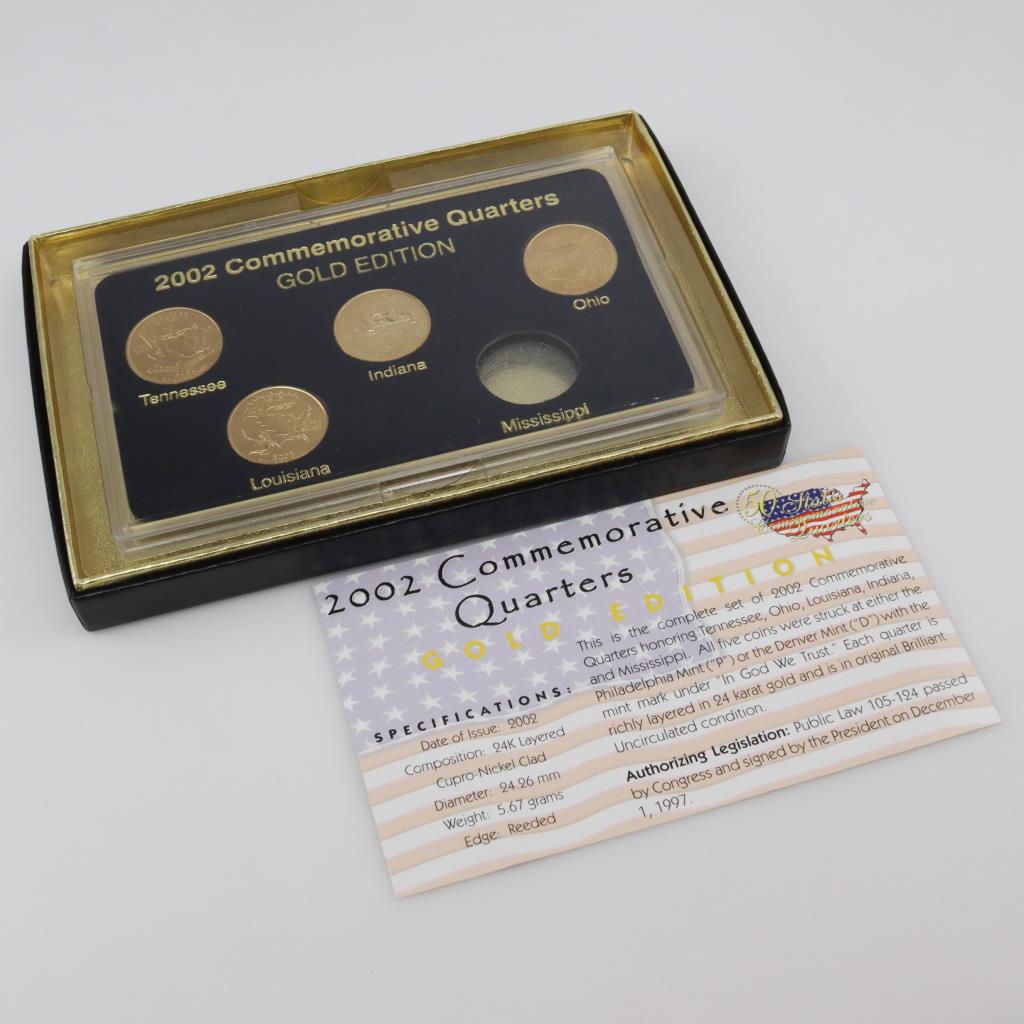 2002 Commemorative Quarters
GOLD EDITION
Tennessee
Louisiana
Indiana
Ohio
Mississippi
2002 Commemorative
Quarters
GOLD EDITION
50 State
Commemorative
Quarters
SPECIFICATIONS:
Date of Issue: 2002
Composition: 24K Layered
Cupro-Nickel Clad
Diameter: 24.26 mm
Weight: 5.67 grams
Edge: Reeded
This is the complete set of 2002 Commemorative
Quarters honoring Tennessee, Ohio, Louisiana, Indiana,
and Mississippi. All five coins were struck at either the
Philadelphia Mint ("P") or the Denver Mint ("D") with the
mint mark under "In God We Trust." Each quarter is
richly layered in 24 karat gold and is in original Brilliant
Uncirculated condition.
Authorizing Legislation: Public Law 105-124 passed
by Congress and signed by the President on December
1, 1997.